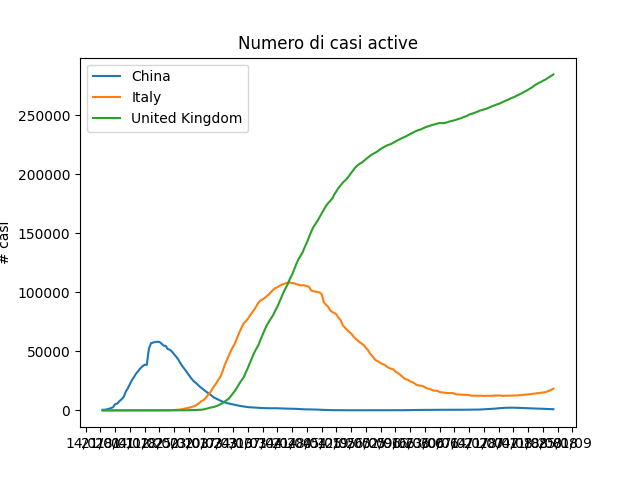 Numero di casi active
China
Italy
United Kingdom
# casi
250000
200000
150000
100000
50000
0